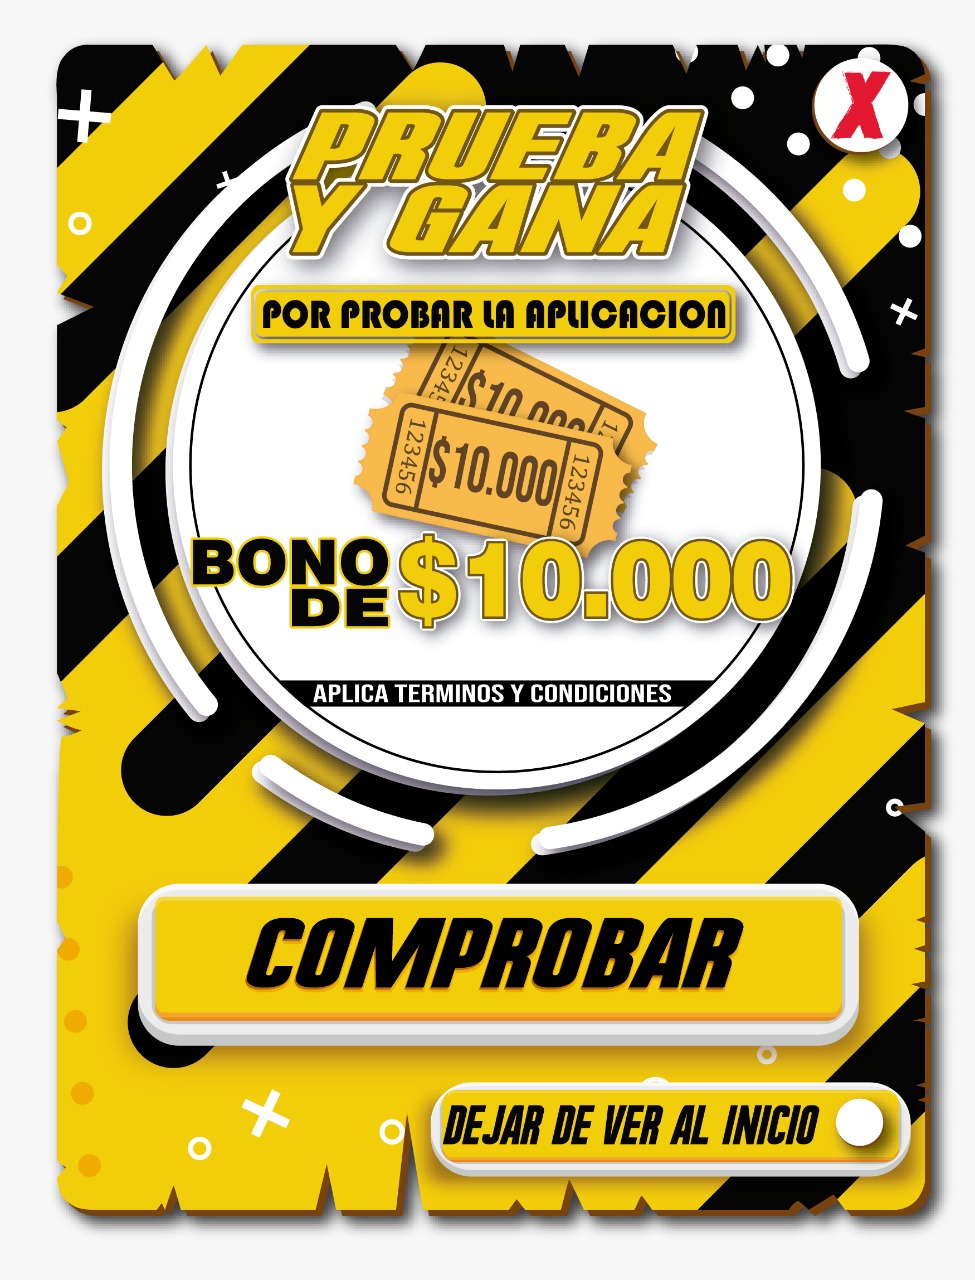 X
PRUEBA
Y GANA
POR PROBAR LA APLICACION
$10.000
123456
$10.000
123456
BONO
DE
$10.000
APLICA TERMINOS Y CONDICIONES
COMPROBAR
DEJAR DE VER AL INICIO